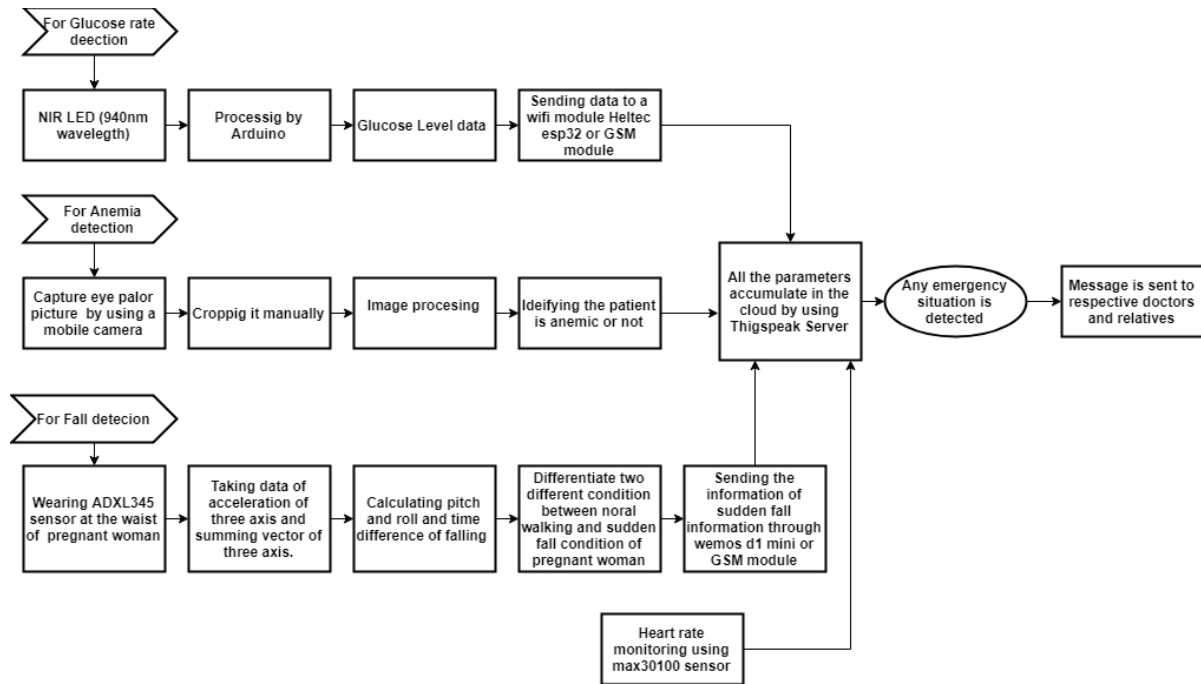 For Glucose rate
deection
NIR LED (940nm
wavelegth)
Processig by
Arduino
Glucose Level data
Sending data to a
wifi module Heltec
esp32 or GSM
module
For Anemia
detection
Capture eye palor
picture by using a
mobile camera
Croppig it manually
Image procesing
Ideifying the patient
is anemic or not
All the parameters
accumulate in the
cloud by using
Thigspeak Server
Any emergency
situation is
detected
Message is sent to
respective doctors
and relatives
For Fall detecion
Wearing ADXL345
sensor at the waist
of pregnant woman
Taking data of
acceleration of
three axis and
summing vector of
three axis.
Calculating pitch
and roll and time
difference of falling
Differentiate two
different condition
between noral
walking and sudden
fall condition of
pregnant woman
Sending the
information of
sudden fall
information through
wemos d1 mini or
GSM module
Heart rate
monitoring using
max30100 sensor